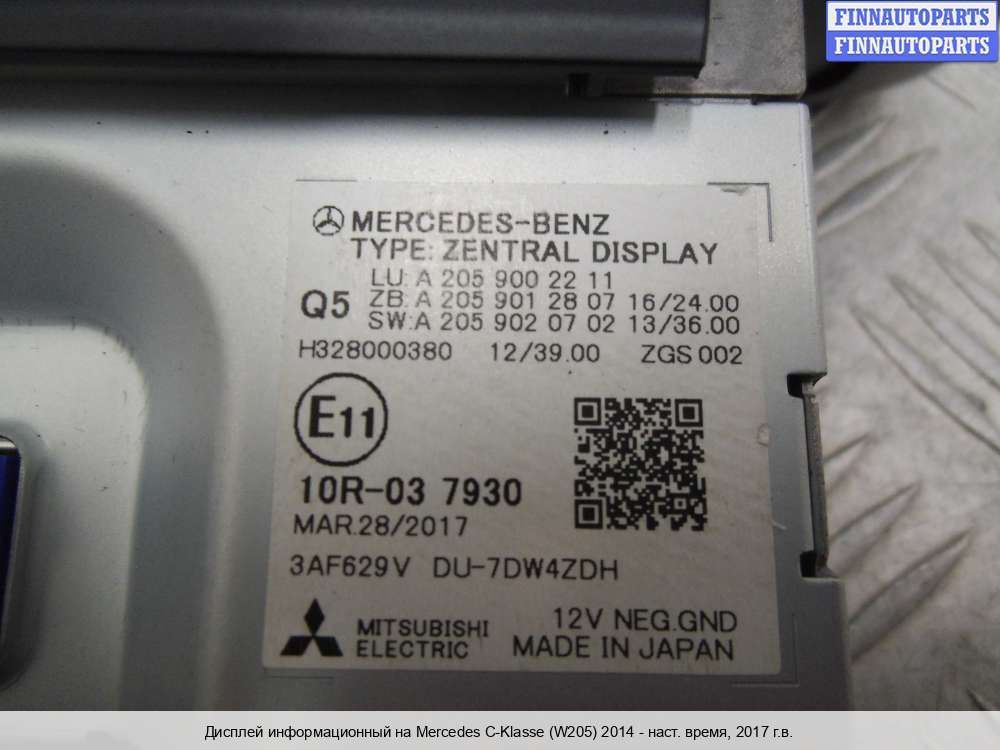 FINNAUTOPARTS
FINNAUTOPARTS
MERCEDES-BENZ
TYPE: ZENTRAL DISPLAY
LU: A 205 900 22 11
Q5
ZB: A 205 901 28 07 16/24.00
SW: A 205 902 07 02 13/36.00
H328000380 12/39.00 ZGS 002
E11
10R-03 7930
MAR.28/2017
3AF629V DU-7DW4ZDH
12V NEG.GND
MITSUBISHI
ELECTRIC
MADE IN JAPAN
Дисплей информационный на Mercedes C-Klasse (W205) 2014 - наст. время, 2017 г.в.